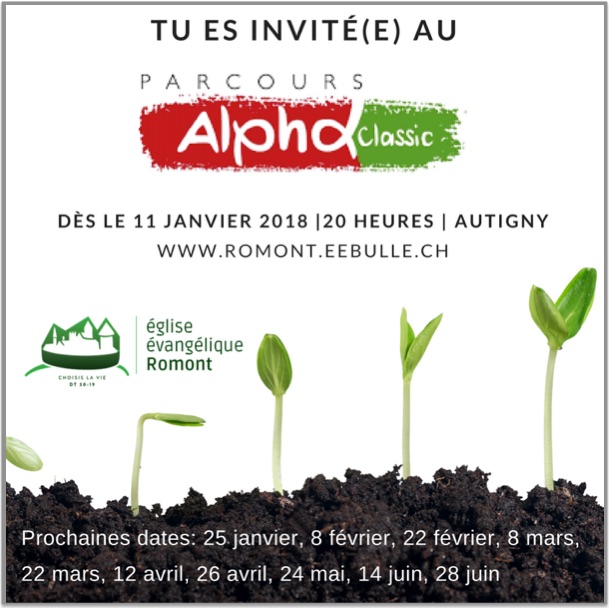 TU ES INVITÉ(E) AU
PARCOURS
Alpha Classic
DÈS LE 11 JANVIER 2018 |20 HEURES | AUTIGNY
WWW.ROMONT.EEBULLE.CH
église
évangélique
Romont
CHOISIS LA VIE
DT 30:19
Prochaines dates: 25 janvier, 8 février, 22 février, 8 mars,
22 mars, 12 avril, 26 avril, 24 mai, 14 juin, 28 juin